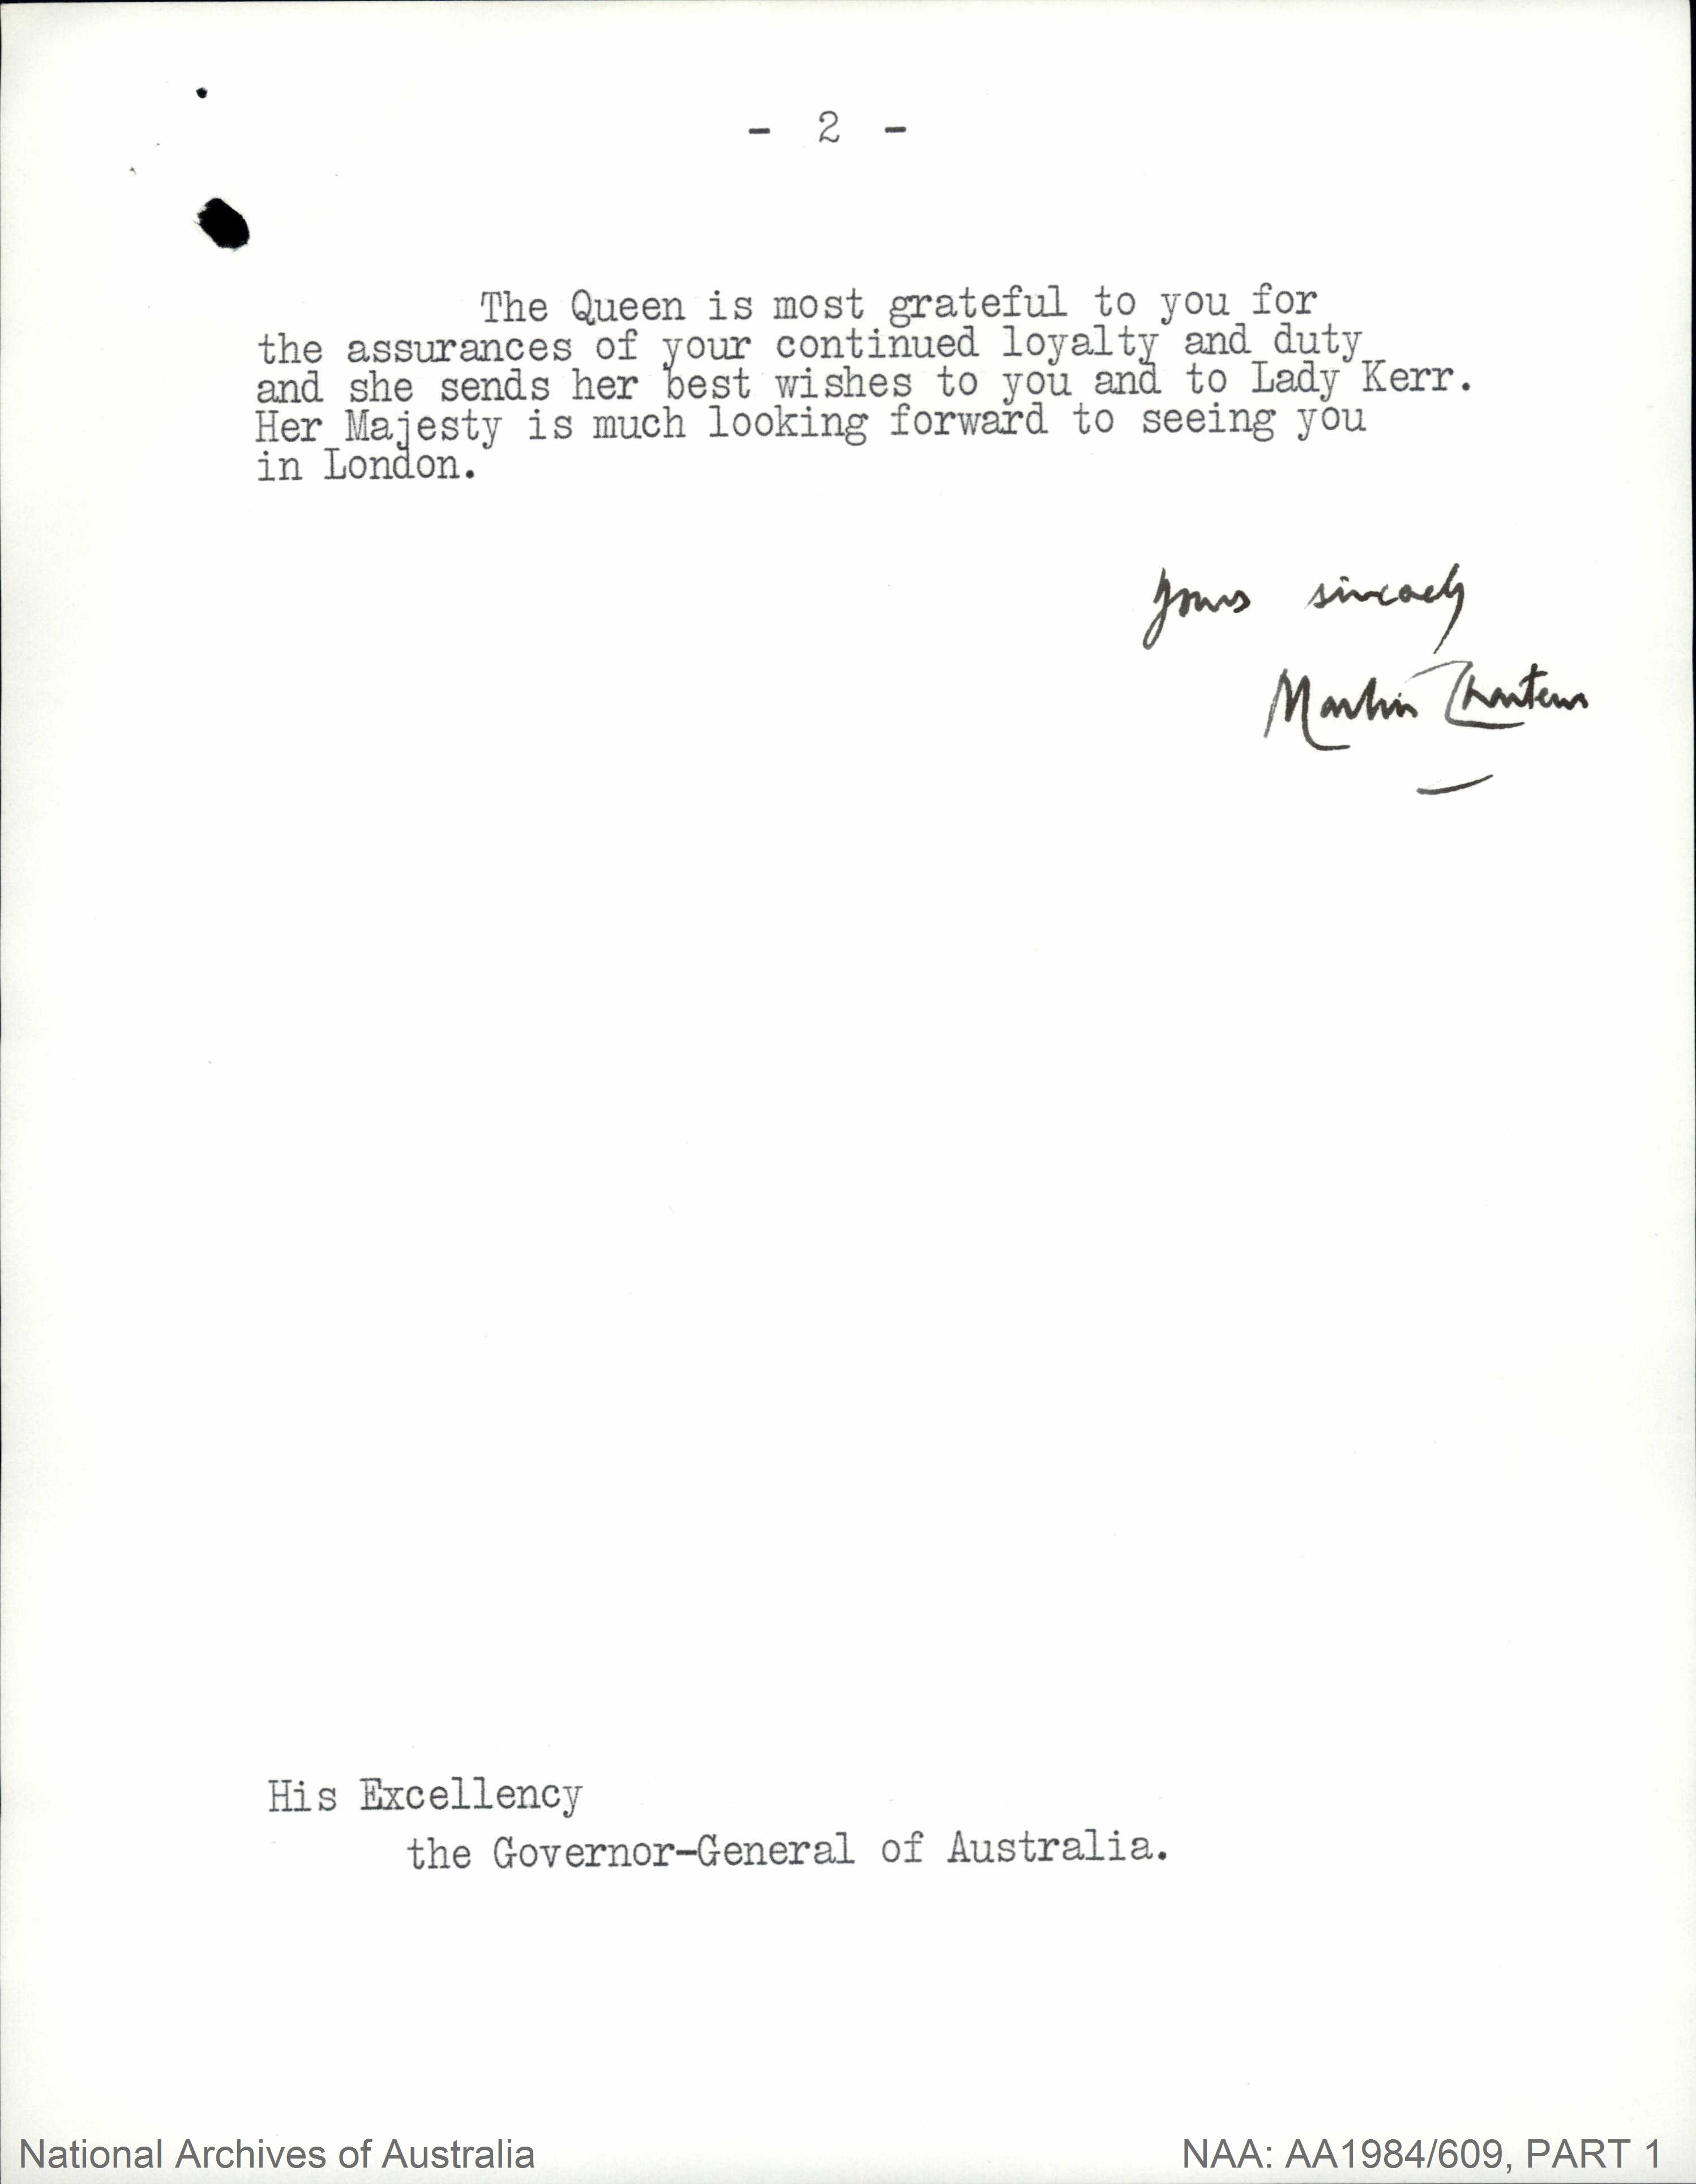 - 2 -
The Queen is most grateful to you for
the assurances of your continued loyalty and duty
and she sends her best wishes to you and to Lady Kerr.
Her Majesty is much looking forward to seeing you
in London.
Yours sincerely
Martin Charteris
His Excellency
the Governor-General of Australia.
National Archives of Australia
NAA: AA1984/609, PART 1